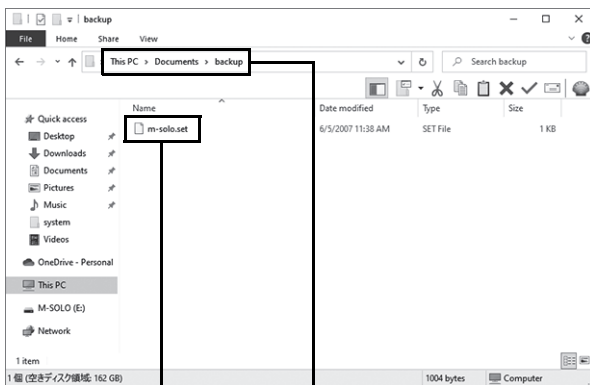 backup
File Home Share View
This PC > Documents > backup
Search backup
Name Date modified Type Size
m-solo.set 6/5/2007 11:38 AM SET File 1 KB
Quick access
Desktop
Downloads
Documents
Pictures
Music
system
Videos
OneDrive - Personal
This PC
M-SOLO (E:)
Network
1 item
1 個 (空きディスク領域: 162 GB) 1004 bytes Computer